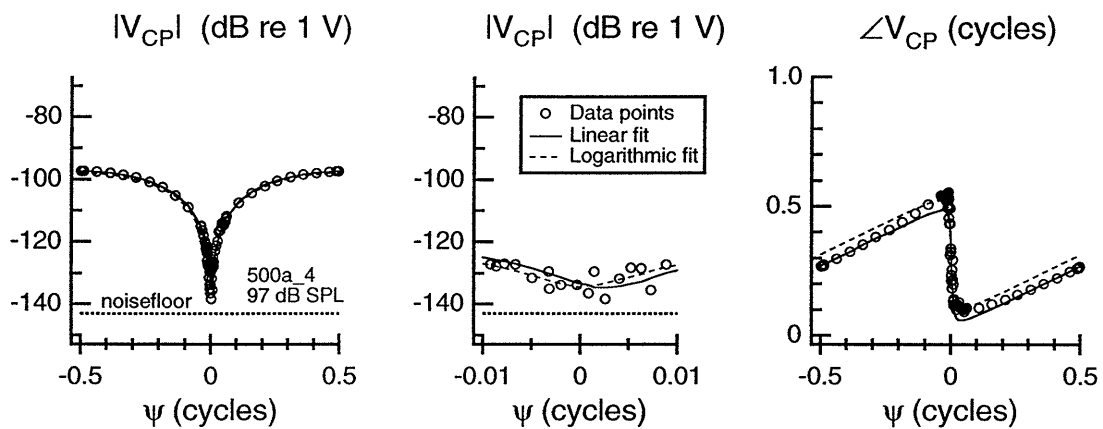 |V_CP| (dB re 1 V)
-80
-100
-120
-140
500a_4
97 dB SPL
noisefloor
-0.5
0
0.5
ψ (cycles)
|V_CP| (dB re 1 V)
-80
-100
-120
-140
Data points
Linear fit
Logarithmic fit
-0.01
0
0.01
ψ (cycles)
∠V_CP (cycles)
1.0
0.5
0
-0.5
0
0.5
ψ (cycles)